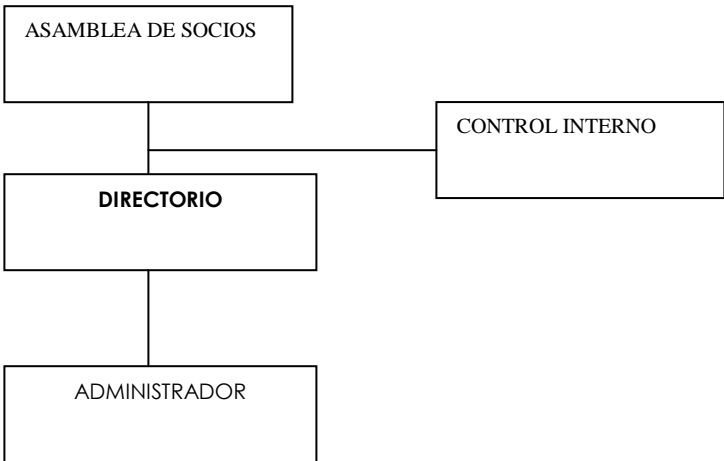 ASAMBLEA DE SOCIOS
CONTROL INTERNO
DIRECTORIO
ADMINISTRADOR